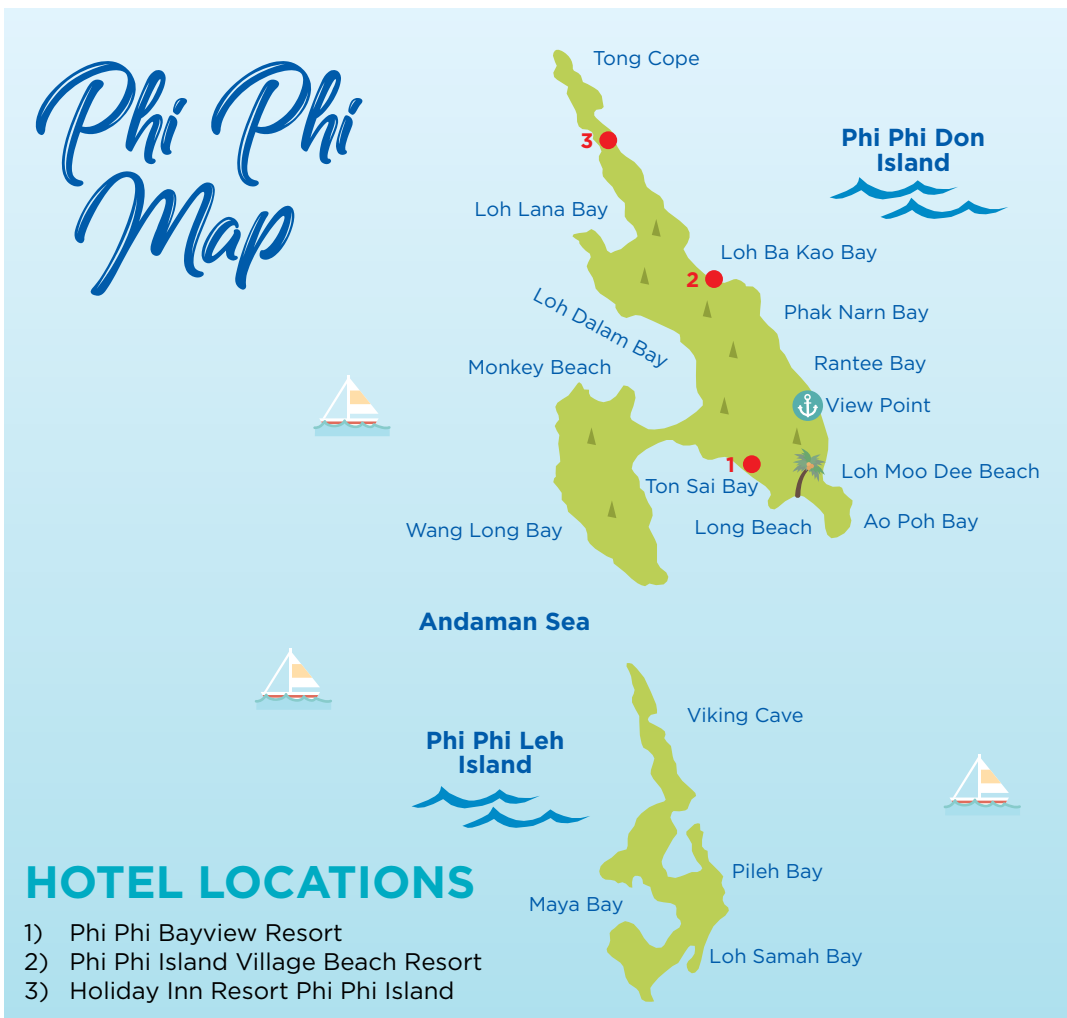 Phi Phi
Map
Tong Cope
3
Phi Phi Don
Island
Loh Lana Bay
Loh Ba Kao Bay
2
Loh Dalam Bay
Phak Narn Bay
Monkey Beach
Rantee Bay
View Point
1
Ton Sai Bay
Loh Moo Dee Beach
Wang Long Bay
Long Beach
Ao Poh Bay
Andaman Sea
Viking Cave
Phi Phi Leh
Island
Pileh Bay
Maya Bay
Loh Samah Bay
HOTEL LOCATIONS
1) Phi Phi Bayview Resort
2) Phi Phi Island Village Beach Resort
3) Holiday Inn Resort Phi Phi Island